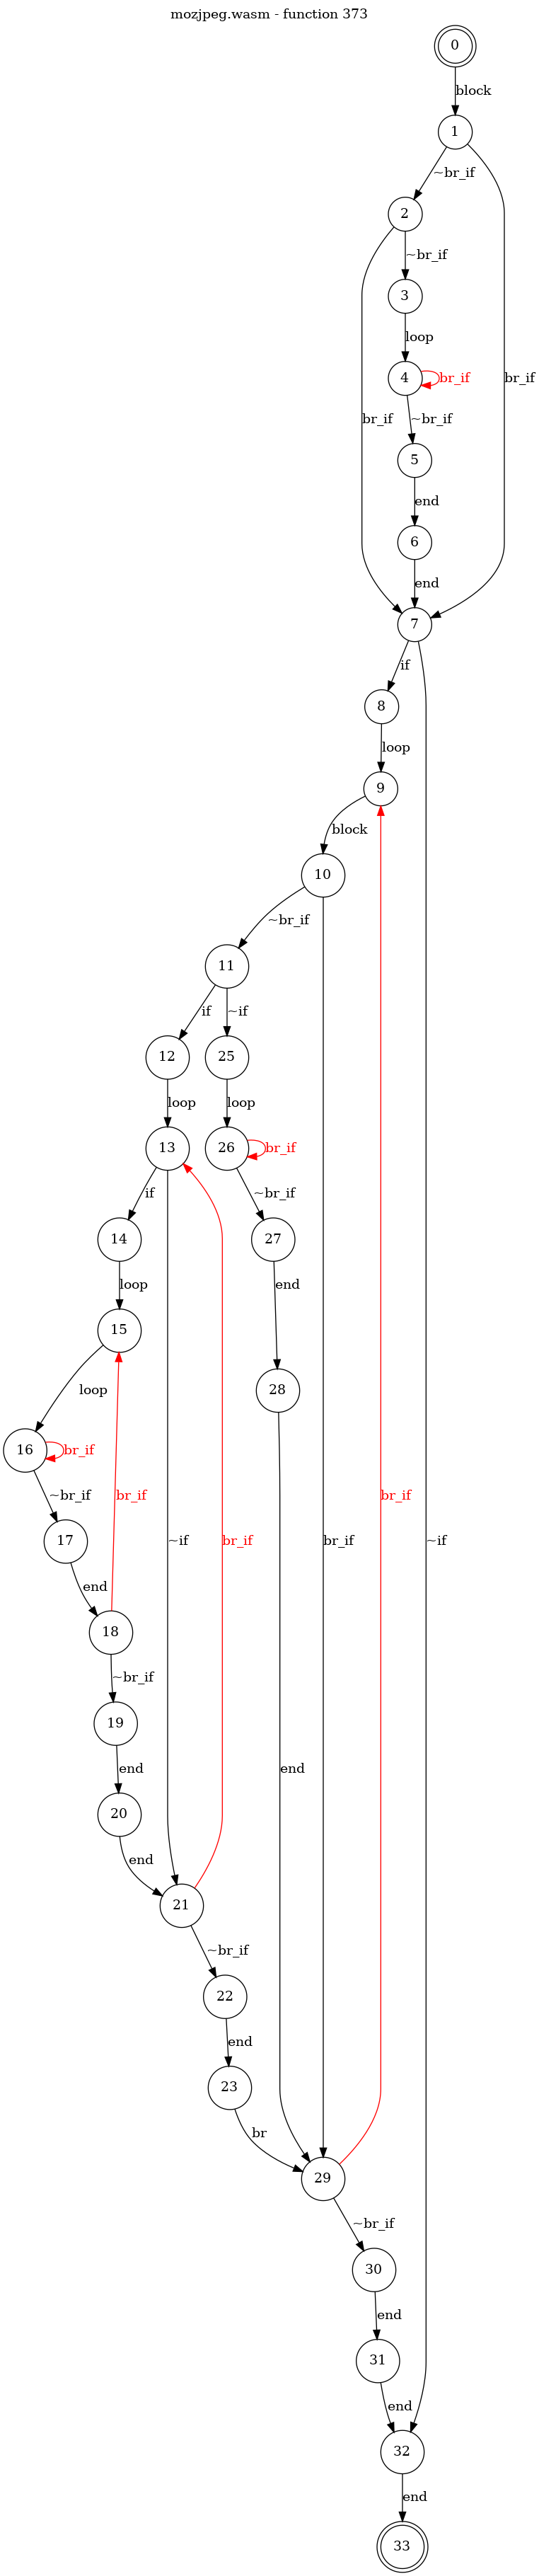 mozjpeg.wasm - function 373
0
block
1
~br_if
2
~br_if
3
loop
br_if
br_if
4
br_if
~br_if
5
end
6
end
7
if
8
loop
9
block
10
~br_if
11
if
~if
12
25
loop
loop
13
26
br_if
if
~br_if
14
27
loop
end
15
28
loop
16
br_if
~br_if
br_if
17
~if
br_if
br_if
br_if
~if
end
18
~br_if
19
end
end
20
end
21
~br_if
22
end
23
br
29
~br_if
30
end
31
end
32
end
33